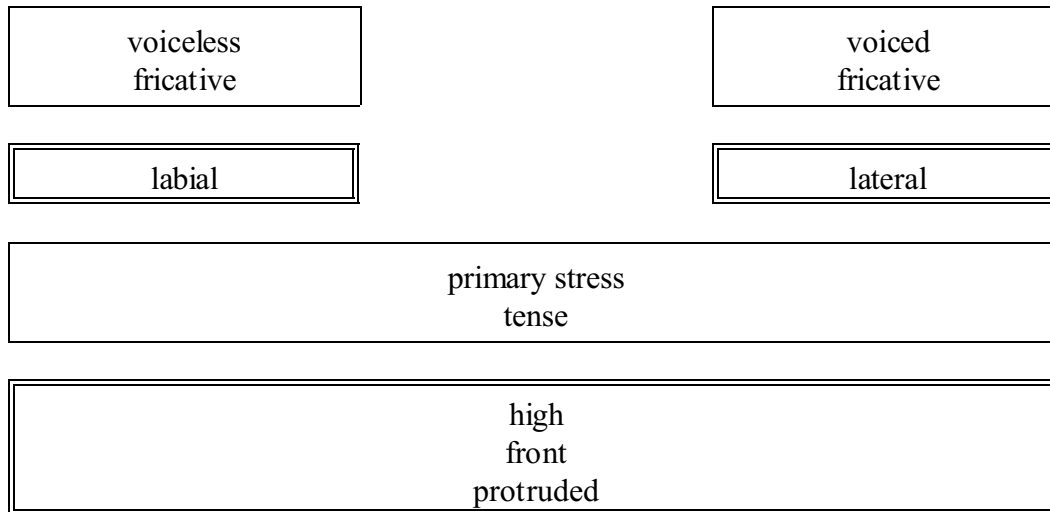 voiceless
fricative
voiced
fricative
labial
lateral
primary stress
tense
high
front
protruded